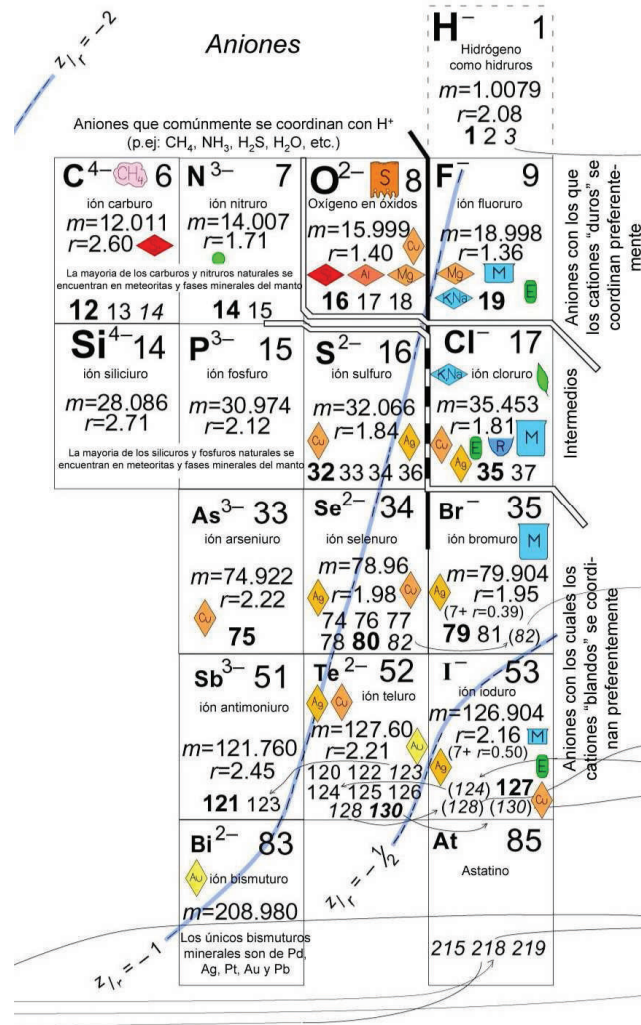 z/r = −2
Aniones
H− 1
Hidrógeno
como hidruros
m=1.0079
r=2.08
1 2 3
Aniones que comúnmente se coordinan con H+
(p.ej: CH4, NH3, H2S, H2O, etc.)
C4− CH4 6
ión carburo
m=12.011
r=2.60
N3− 7
ión nitruro
m=14.007
r=1.71
La mayoria de los carburos y nitruros naturales se
encuentran en meteoritas y fases minerales del manto
12 13 14
14 15
O2− S 8
Oxígeno en óxidos
m=15.999
Cu
r=1.40
Al Mg
16 17 18
F− 9
ión fluoruro
m=18.998
r=1.36
Mg M
KNa 19 E
Aniones con los que
los cationes "duros" se
coordinan preferente-
mente
Si4− 14
ión siliciuro
m=28.086
r=2.71
P3− 15
ión fosfuro
m=30.974
r=2.12
La mayoria de los silicuros y fosfuros naturales se
encuentran en meteoritas y fases minerales del manto
S2− 16
ión sulfuro
m=32.066
r=1.84
Cu Ag
32 33 34 36
Cl− 17
KNa ión cloruro
m=35.453
r=1.81
Cu E R M
Ag 35 37
Intermedios
As3− 33
ión arseniuro
m=74.922
r=2.22
Cu
75
Se2− 34
ión selenuro
m=78.96
Ag r=1.98 Cu
74 76 77
78 80 82
Br− 35
ión bromuro
M
m=79.904
Ag r=1.95
(7+ r=0.39)
79 81 (82)
Aniones con los cuales los
cationes "blandos" se coordi-
nan preferentemente
Sb3− 51
ión antimoniuro
m=121.760
r=2.45
121 123
Te2− 52
Ag Cu ión teluro
m=127.60
r=2.21 Au
120 122 123
124 125 126
128 130
I− 53
ión ioduro
m=126.904
r=2.16 M
(7+ r=0.50)
Ag E
(124) 127
(128) (130) Cu
Bi2− 83
Au ión bismuturo
m=208.980
Los únicos bismuturos
minerales son de Pd,
Ag, Pt, Au y Pb
z/r = −1
z/r = −1/2
At 85
Astatino
215 218 219